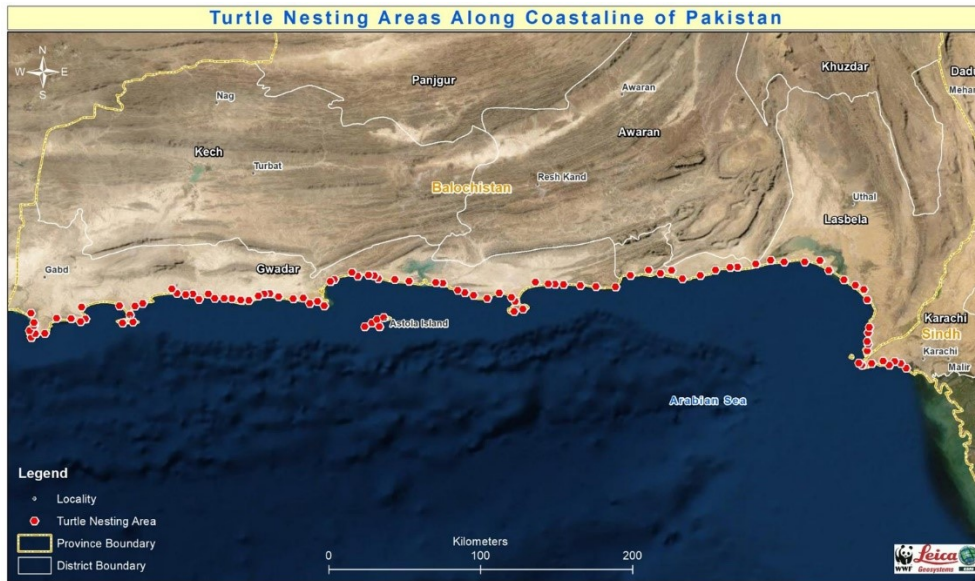 Turtle Nesting Areas Along Coastaline of Pakistan
N
W E
S
Panjgur
Khuzdar
Dadu
Nag
Awaran
Awaran
Kech
Turbat
Balochistan
Resh Kand
Uthal
Lasbela
Gabd
Gwadar
Astola Island
Karachi
Sindh
Karachi
Malir
Arabian Sea
Legend
Locality
Turtle Nesting Area
Province Boundary
District Boundary
Kilometers
0 100 200
WWF
Leica
Geosystems